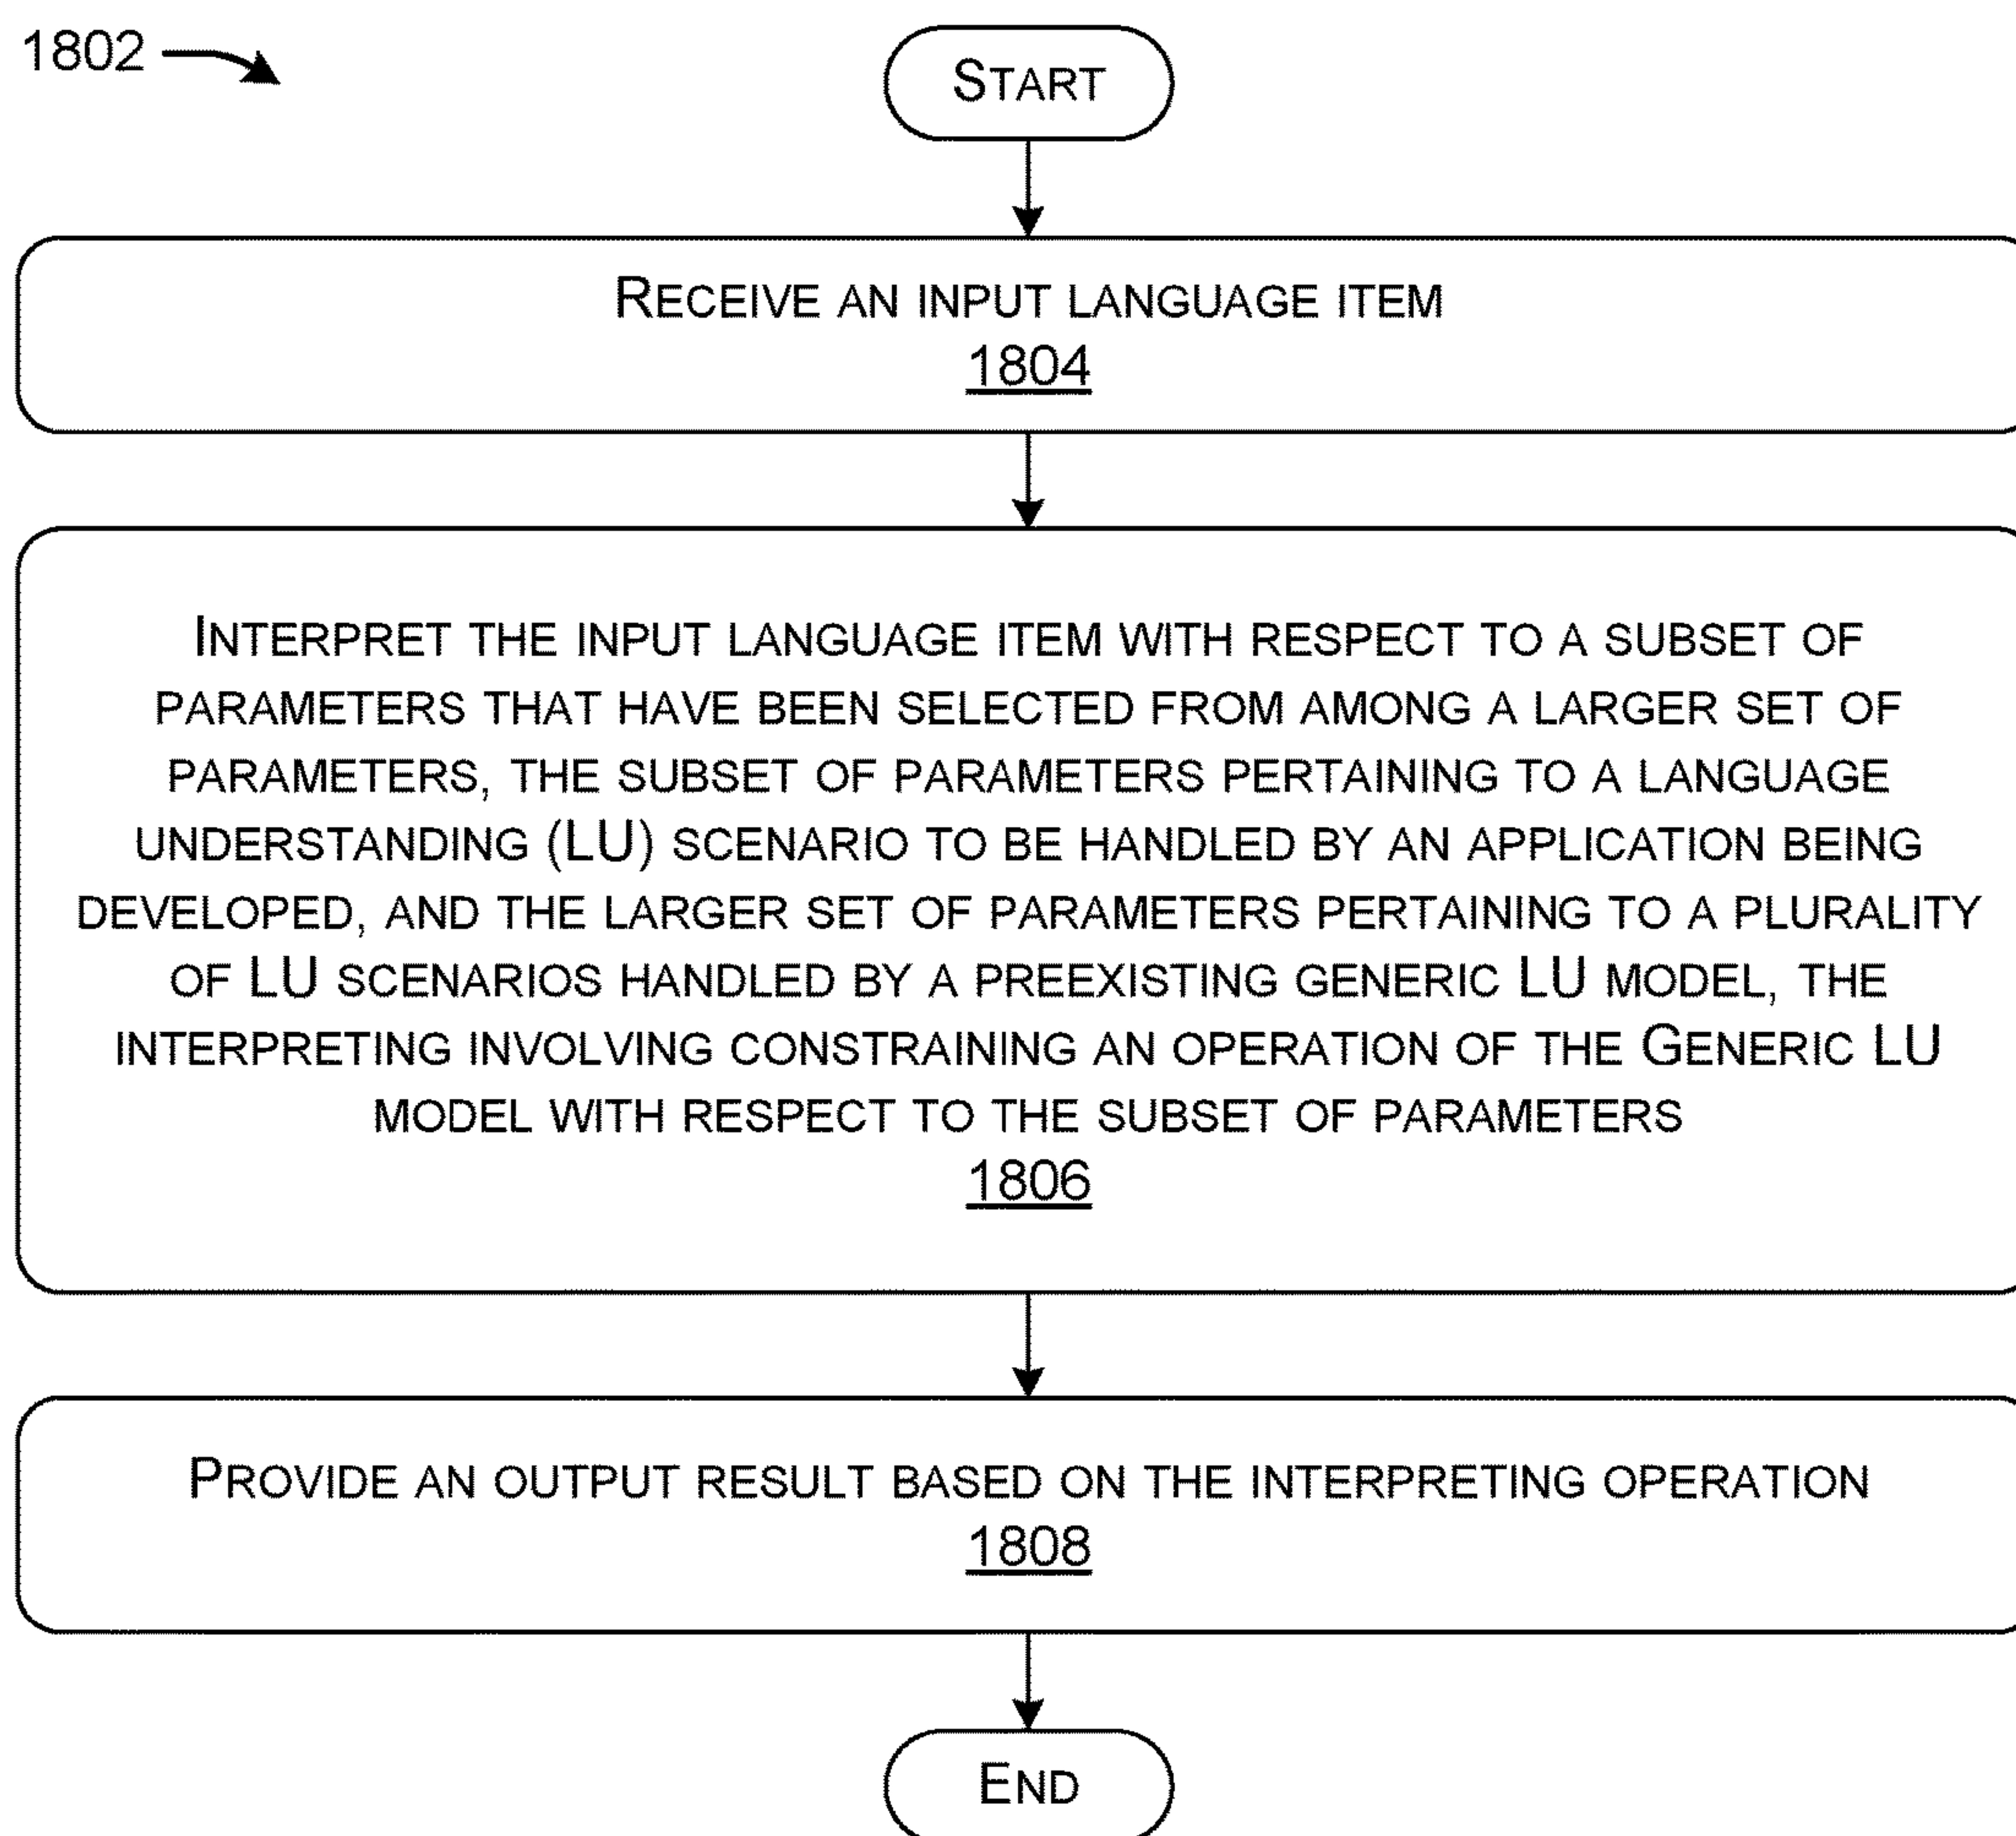 1802
START
RECEIVE AN INPUT LANGUAGE ITEM
1804
INTERPRET THE INPUT LANGUAGE ITEM WITH RESPECT TO A SUBSET OF
PARAMETERS THAT HAVE BEEN SELECTED FROM AMONG A LARGER SET OF
PARAMETERS, THE SUBSET OF PARAMETERS PERTAINING TO A LANGUAGE
UNDERSTANDING (LU) SCENARIO TO BE HANDLED BY AN APPLICATION BEING
DEVELOPED, AND THE LARGER SET OF PARAMETERS PERTAINING TO A PLURALITY
OF LU SCENARIOS HANDLED BY A PREEXISTING GENERIC LU MODEL, THE
INTERPRETING INVOLVING CONSTRAINING AN OPERATION OF THE GENERIC LU
MODEL WITH RESPECT TO THE SUBSET OF PARAMETERS
1806
PROVIDE AN OUTPUT RESULT BASED ON THE INTERPRETING OPERATION
1808
END